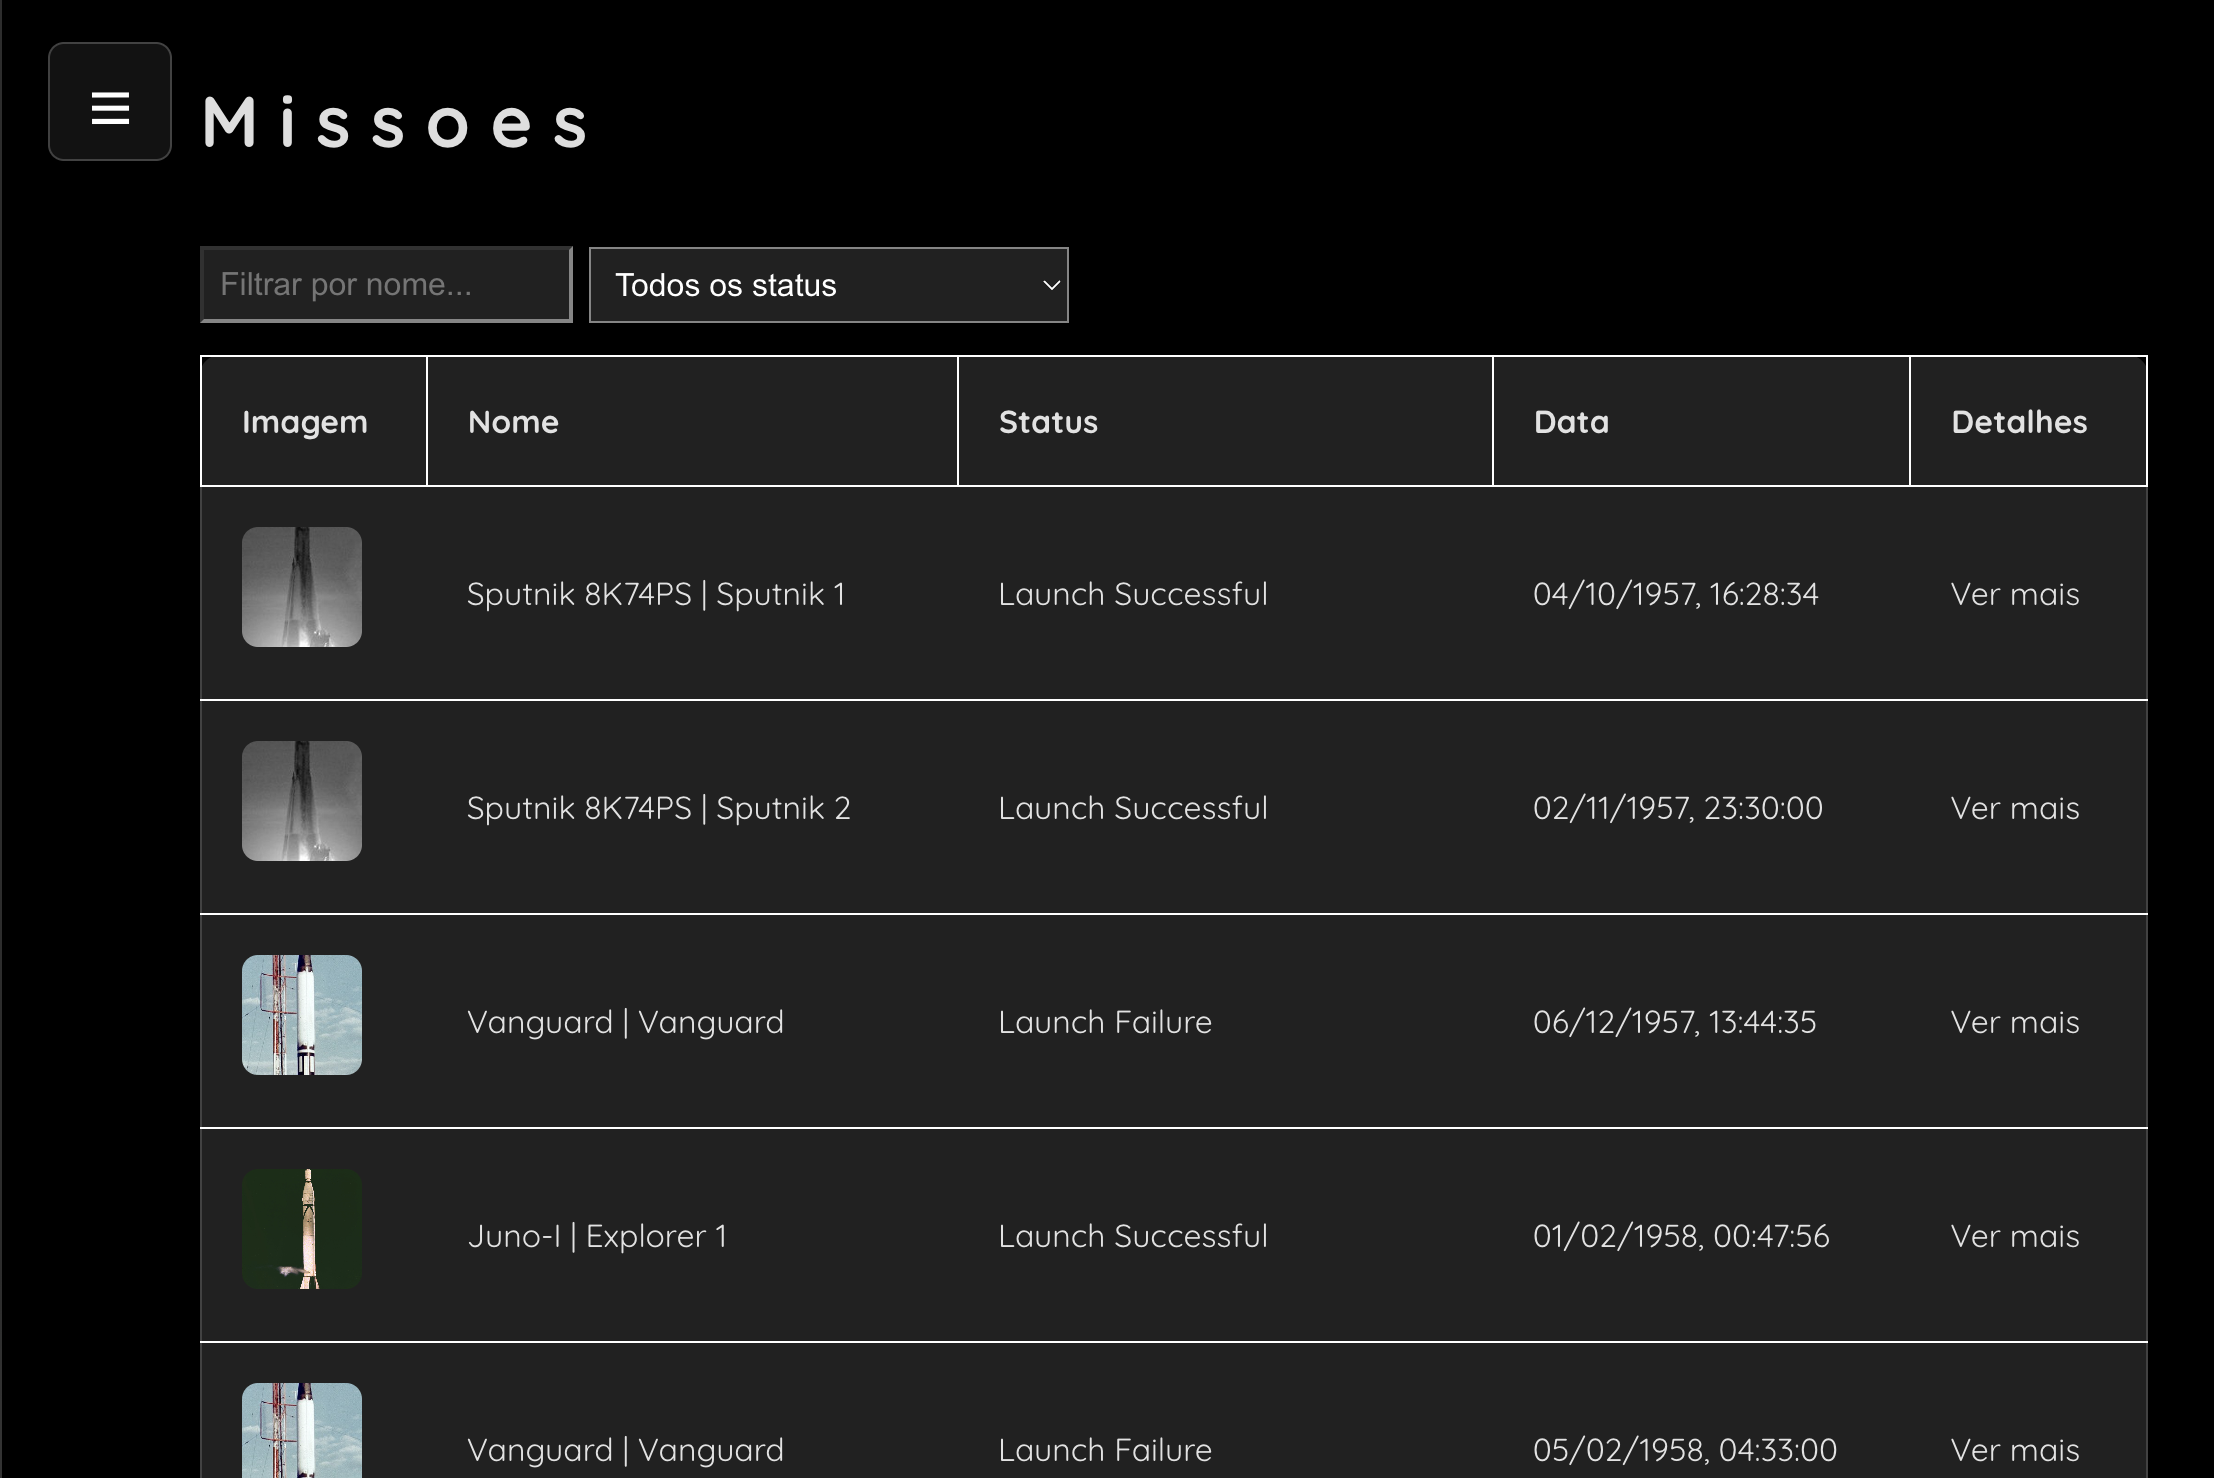 Missoes
Filtrar por nome... Todos os status
Imagem Nome Status Data Detalhes
Sputnik 8K74PS | Sputnik 1 Launch Successful 04/10/1957, 16:28:34 Ver mais
Sputnik 8K74PS | Sputnik 2 Launch Successful 02/11/1957, 23:30:00 Ver mais
Vanguard | Vanguard Launch Failure 06/12/1957, 13:44:35 Ver mais
Juno-I | Explorer 1 Launch Successful 01/02/1958, 00:47:56 Ver mais
Vanguard | Vanguard Launch Failure 05/02/1958, 04:33:00 Ver mais